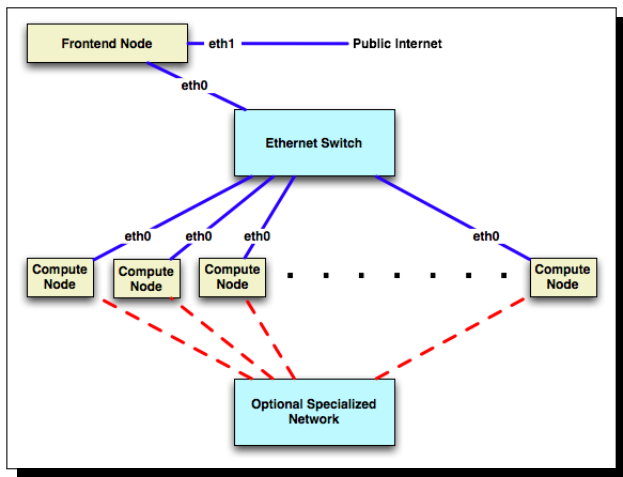 Frontend Node
eth1
Public Internet
eth0
Ethernet Switch
eth0
eth0
eth0
eth0
Compute
Node
Compute
Node
Compute
Node
Compute
Node
Optional Specialized
Network